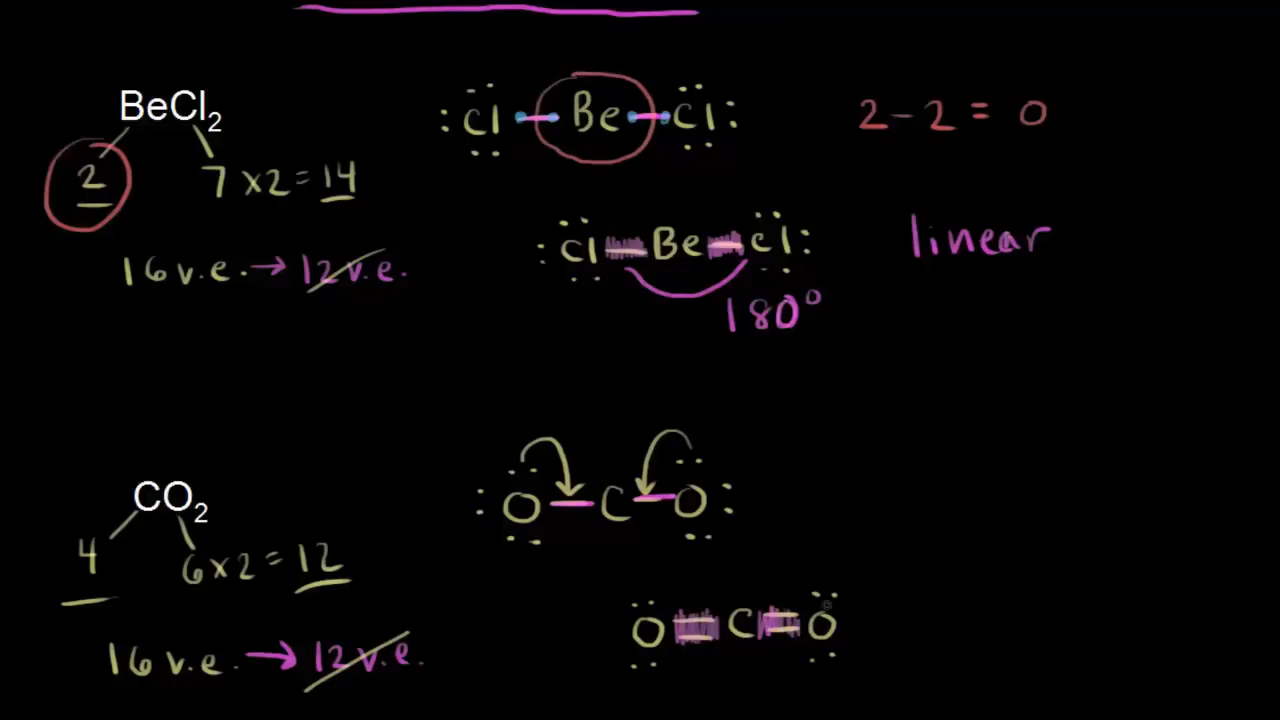 BeCl₂
:Cl-Be-Cl:
2-2=0
2
7×2=14
:Cl-Be-Cl:
linear
16 v.e. → 12 v.e.
180°
CO₂
:O-C-O:
4
6×2=12
O=C=O
16 v.e. → 12 v.e.